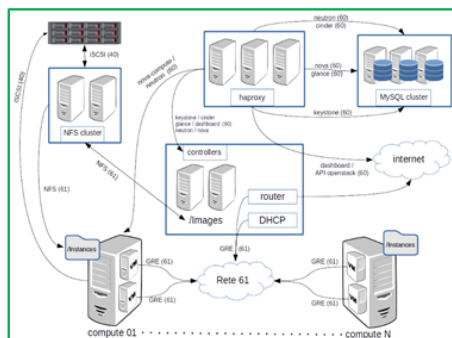 neutron (60)
cinder (60)
iSCSI (40)
iSCSI (40)
nova-compute /
neutron (60)
nova (60)
glance (60)
haproxy
MySQL cluster
NFS cluster
keystone / cinder
glance / dashboard (60)
neutron / nova
keystone (60)
controllers
NFS (61)
NFS (61)
dashboard /
API openstack (60)
internet
/Images
router
DHCP
/Instances
GRE (61)
/Instances
GRE (61)
GRE (61)
Rete 61
GRE (61)
GRE (61)
compute 01
compute N